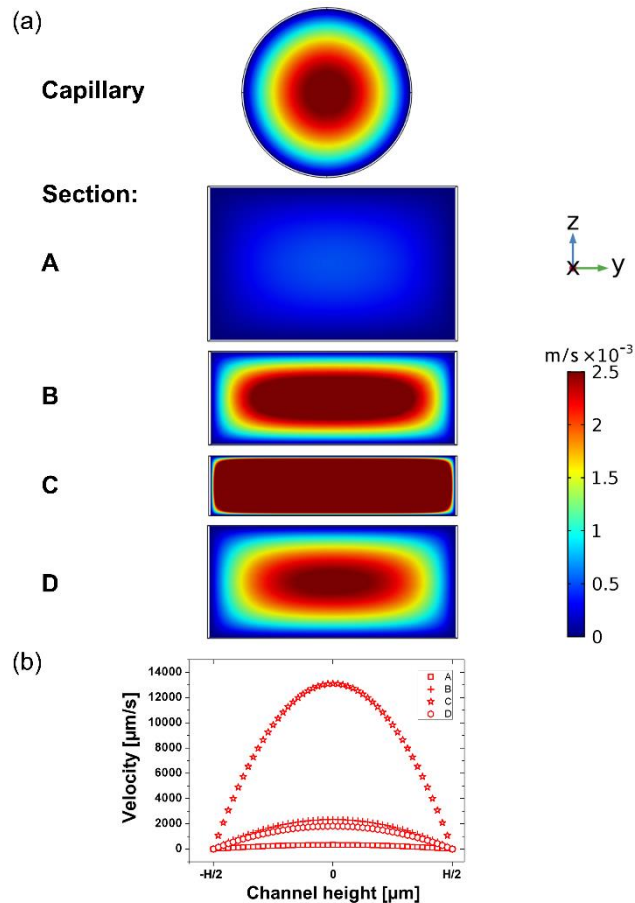 (a)
Capillary
Section:
A
B
C
D
z
x
y
m/s ×10⁻³
2.5
2
1.5
1
0.5
0
(b)
Velocity [µm/s]
14000
12000
10000
8000
6000
4000
2000
0
A
B
C
D
-H/2 0 H/2
Channel height [µm]